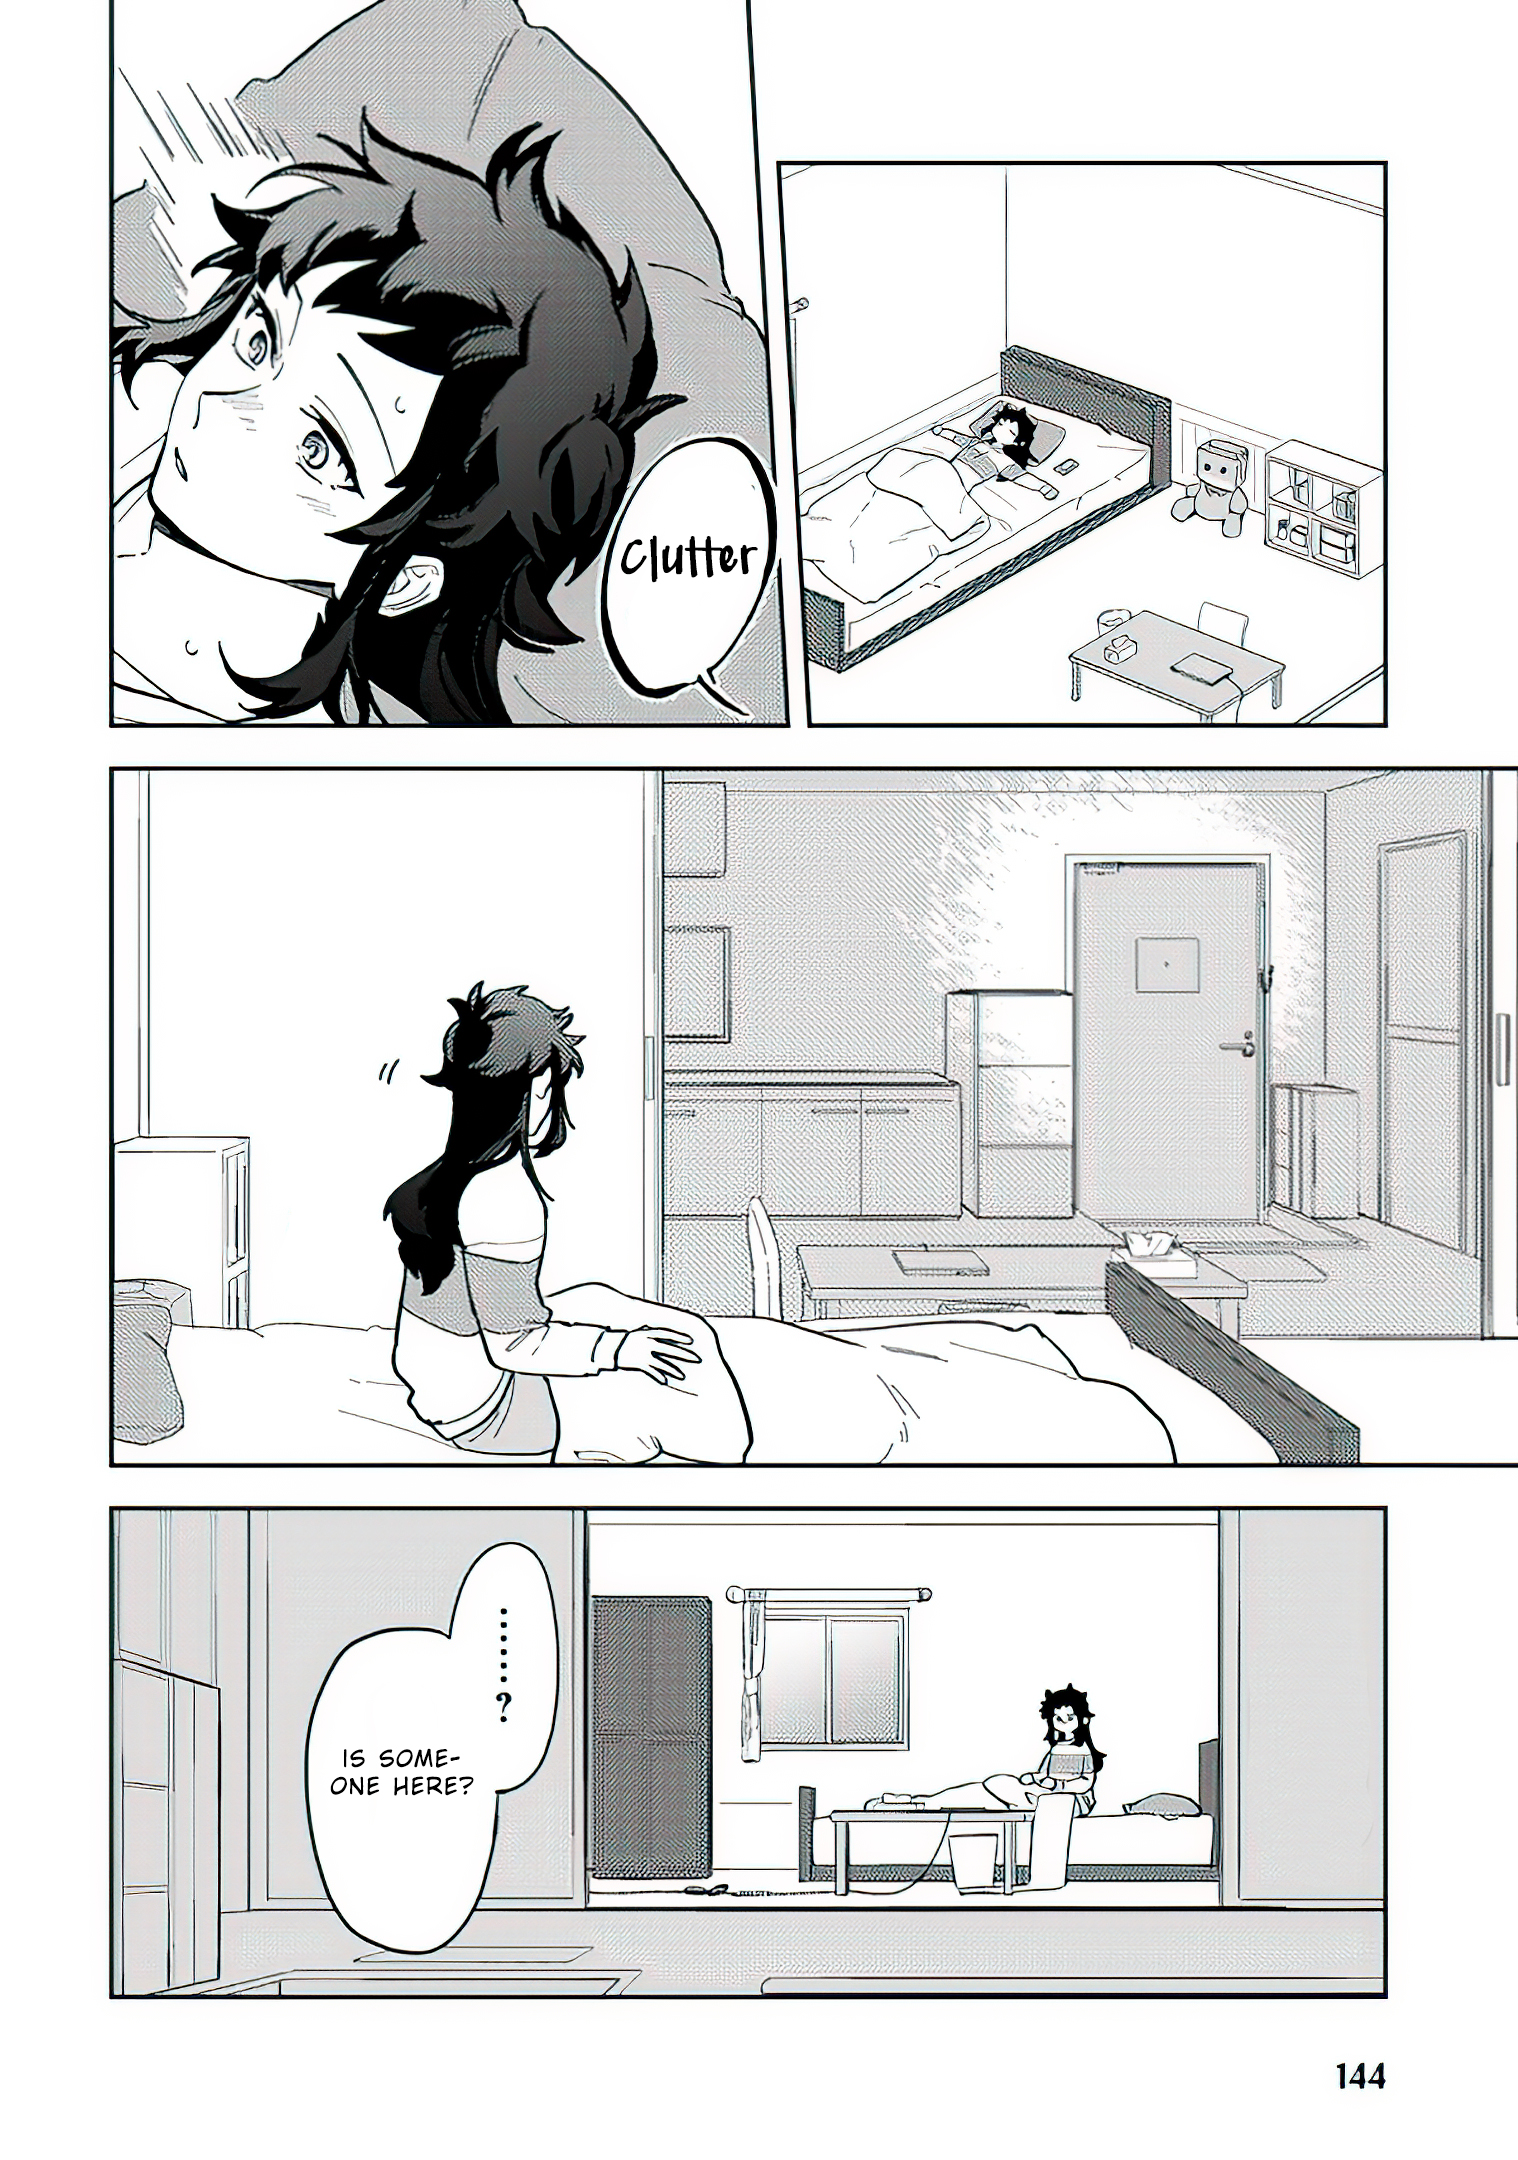 Clutter
.......?
IS SOME-
ONE HERE?
144